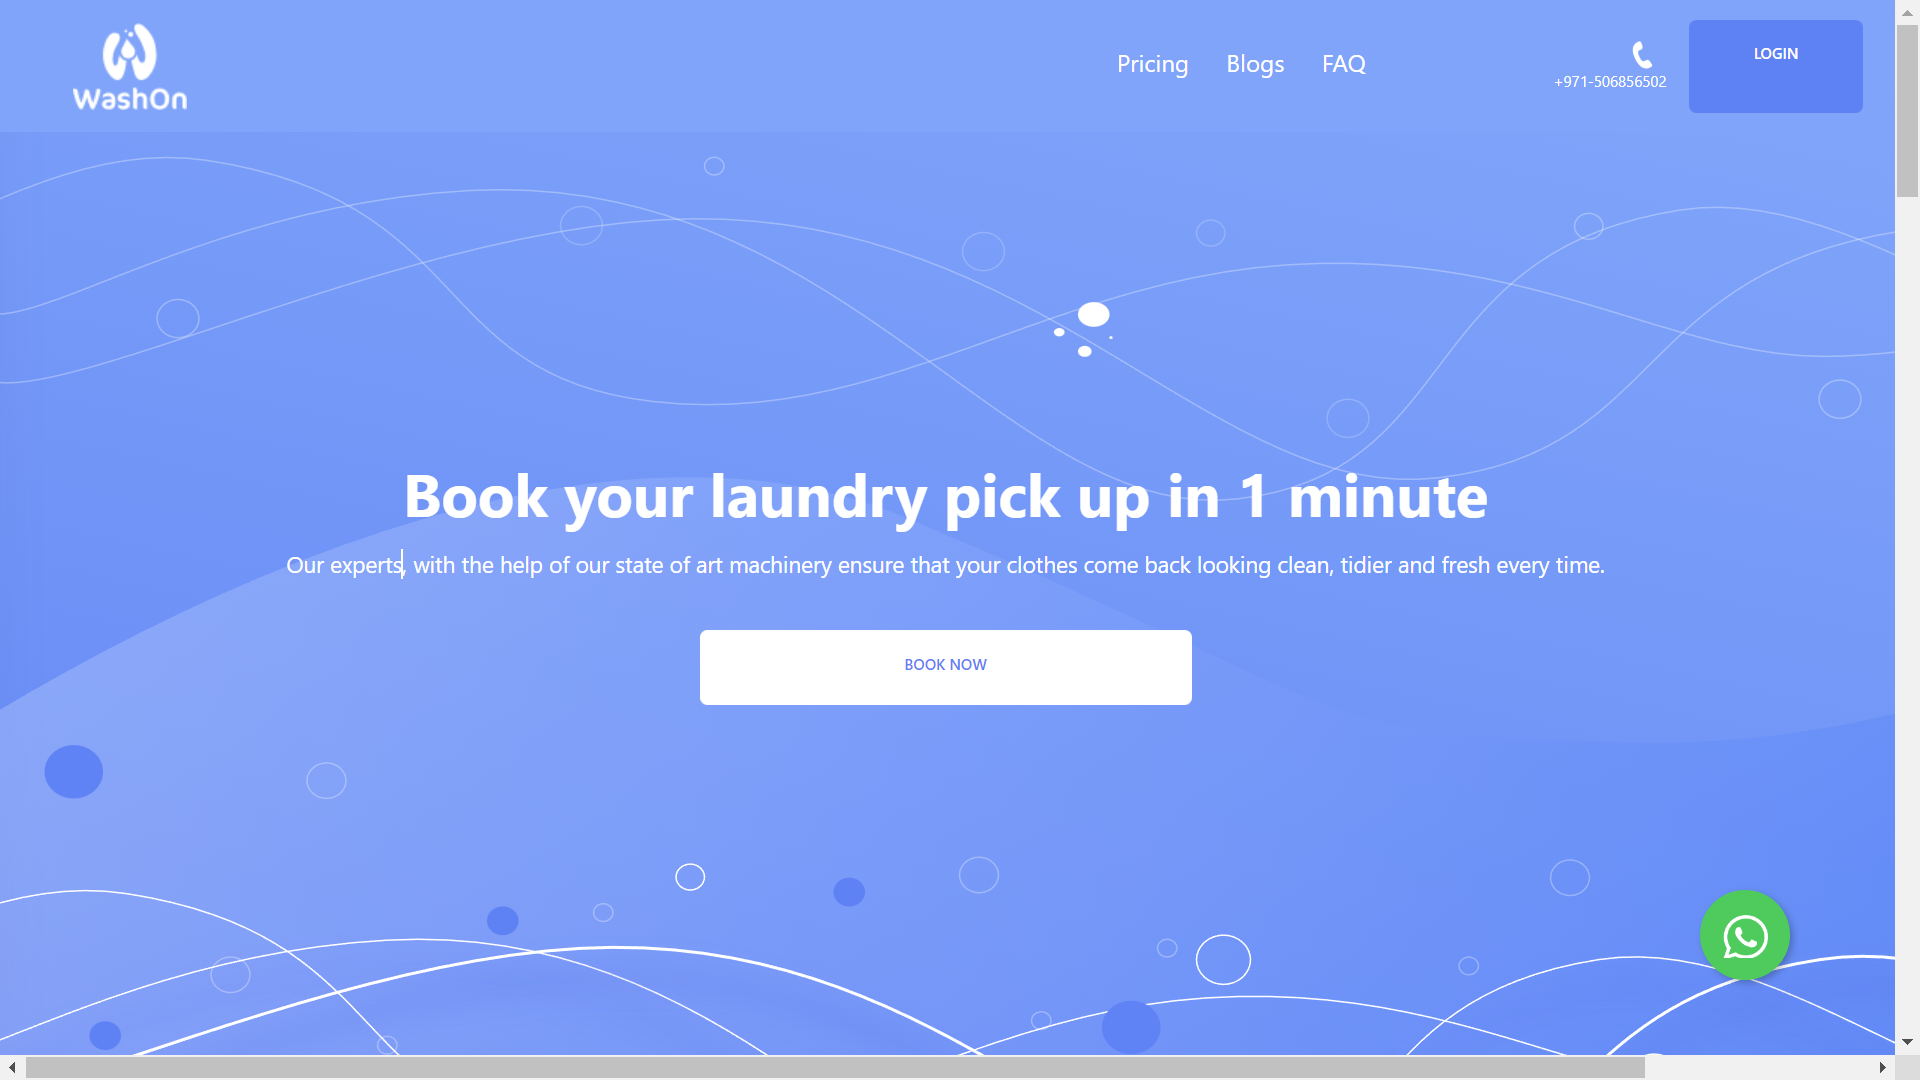 WashOn
Pricing
Blogs
FAQ
+971-506856502
LOGIN
Book your laundry pick up in 1 minute
Our experts, with the help of our state of art machinery ensure that your clothes come back looking clean, tidier and fresh every time.
BOOK NOW